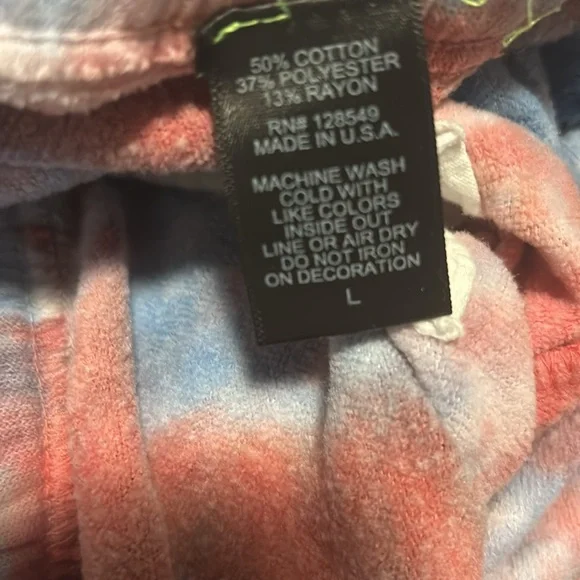 50% COTTON
37% POLYESTER
13% RAYON
RN# 128549
MADE IN U.S.A.
MACHINE WASH
COLD WITH
LIKE COLORS
INSIDE OUT
LINE OR AIR DRY
DO NOT IRON
ON DECORATION
L